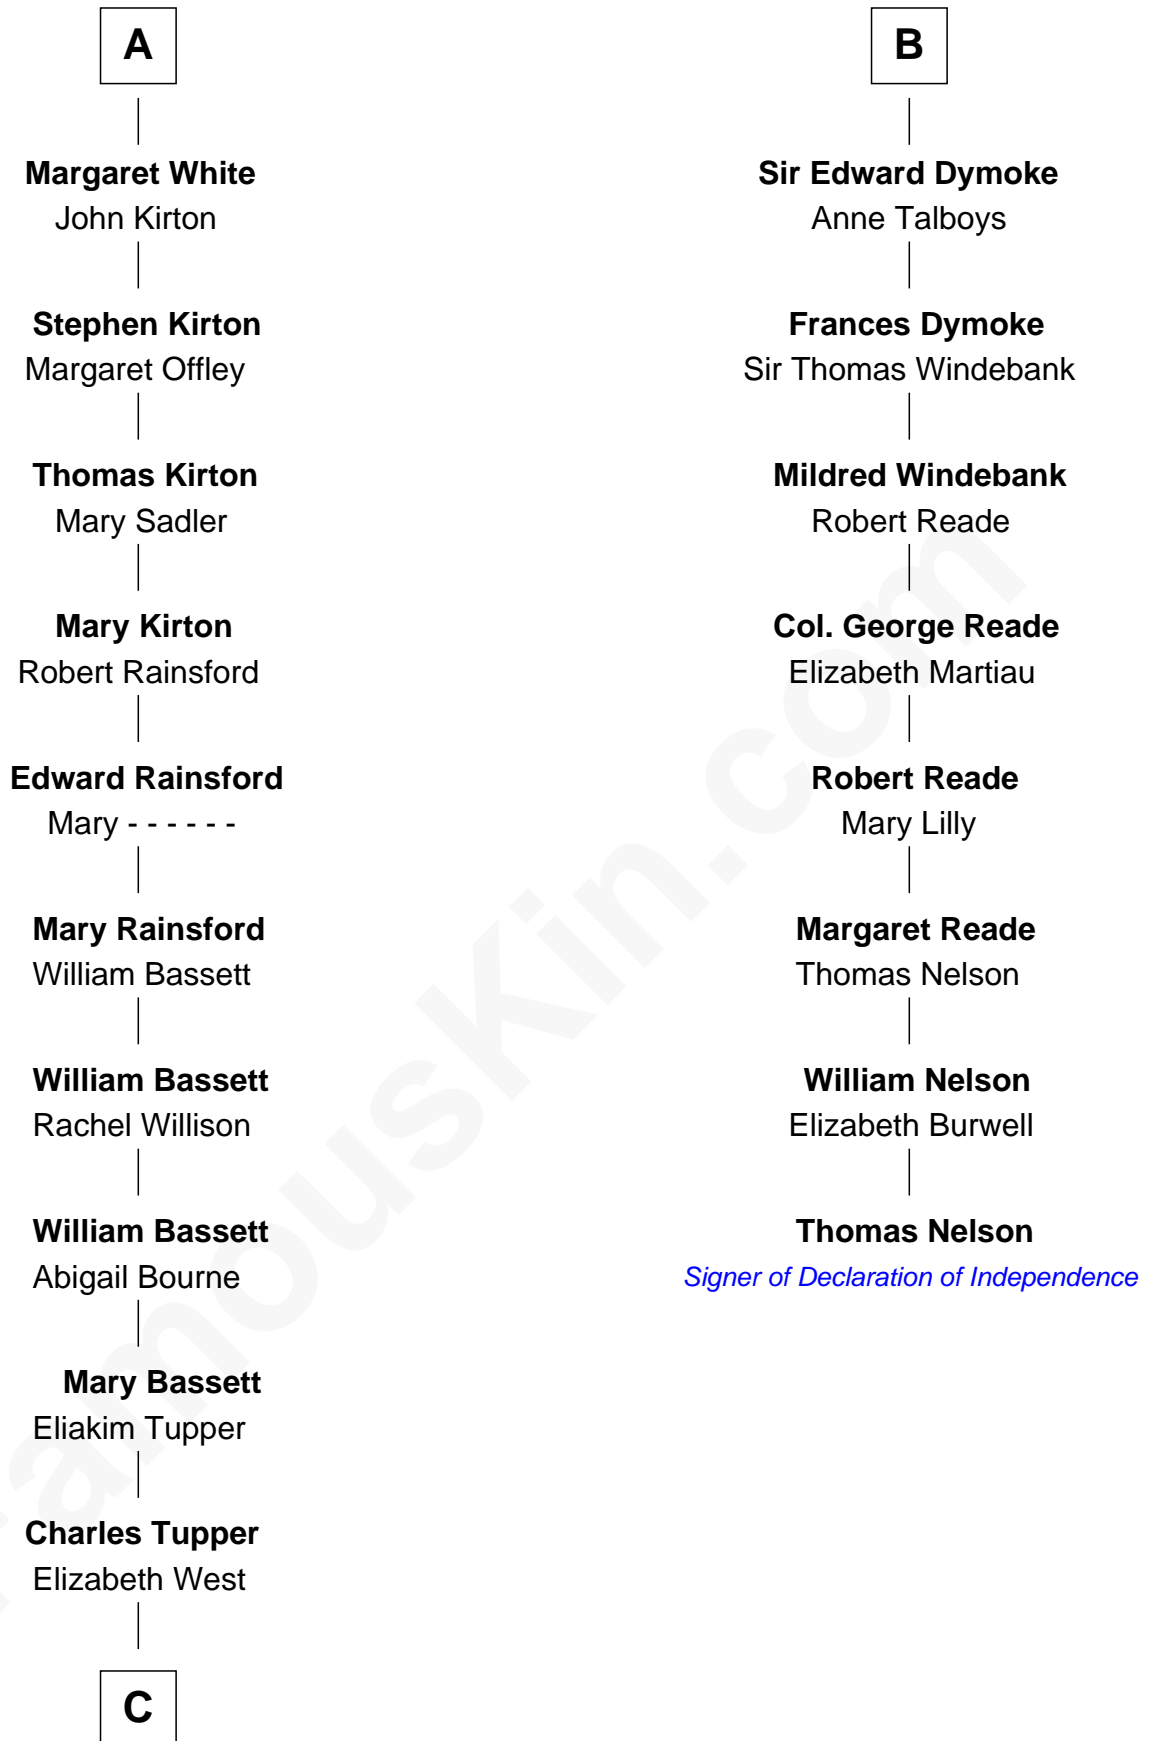 A
Margaret White
John Kirton
Stephen Kirton
Margaret Offley
Thomas Kirton
Mary Sadler
Mary Kirton
Robert Rainsford
Edward Rainsford
Mary - - - - - -
Mary Rainsford
William Bassett
William Bassett
Rachel Willison
William Bassett
Abigail Bourne
Mary Bassett
Eliakim Tupper
Charles Tupper
Elizabeth West
C
B
Sir Edward Dymoke
Anne Talboys
Frances Dymoke
Sir Thomas Windebank
Mildred Windebank
Robert Reade
Col. George Reade
Elizabeth Martiau
Robert Reade
Mary Lilly
Margaret Reade
Thomas Nelson
William Nelson
Elizabeth Burwell
Thomas Nelson
Signer of Declaration of Independence
FamousKin.com